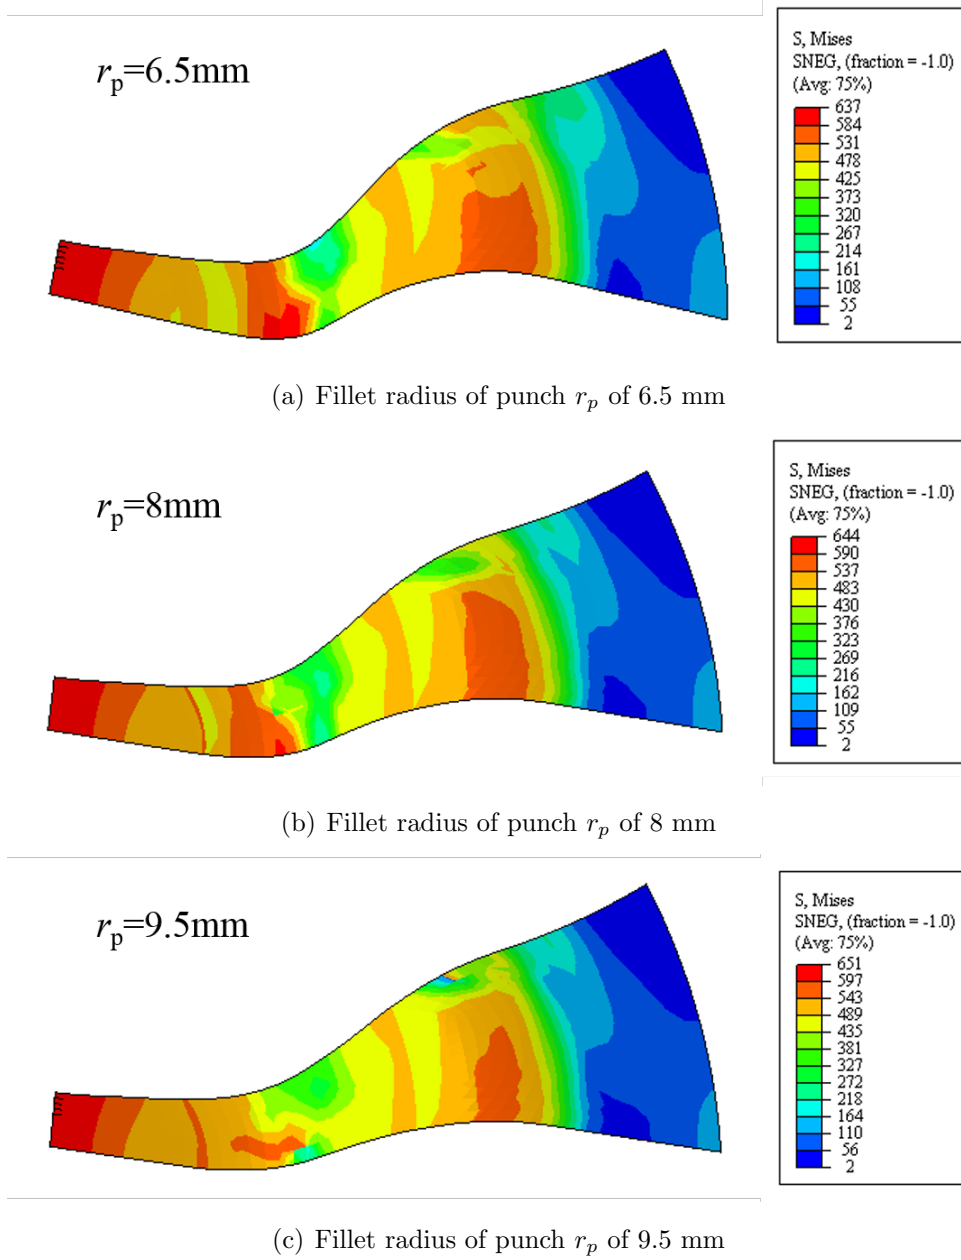 rp=6.5mm
S, Mises
SNEG, (fraction = -1.0)
(Avg: 75%)
637
584
531
478
425
373
320
267
214
161
108
55
2
(a) Fillet radius of punch rp of 6.5 mm
rp=8mm
S, Mises
SNEG, (fraction = -1.0)
(Avg: 75%)
644
590
537
483
430
376
323
269
216
162
109
55
2
(b) Fillet radius of punch rp of 8 mm
rp=9.5mm
S, Mises
SNEG, (fraction = -1.0)
(Avg: 75%)
651
597
543
489
435
381
327
272
218
164
110
56
2
(c) Fillet radius of punch rp of 9.5 mm